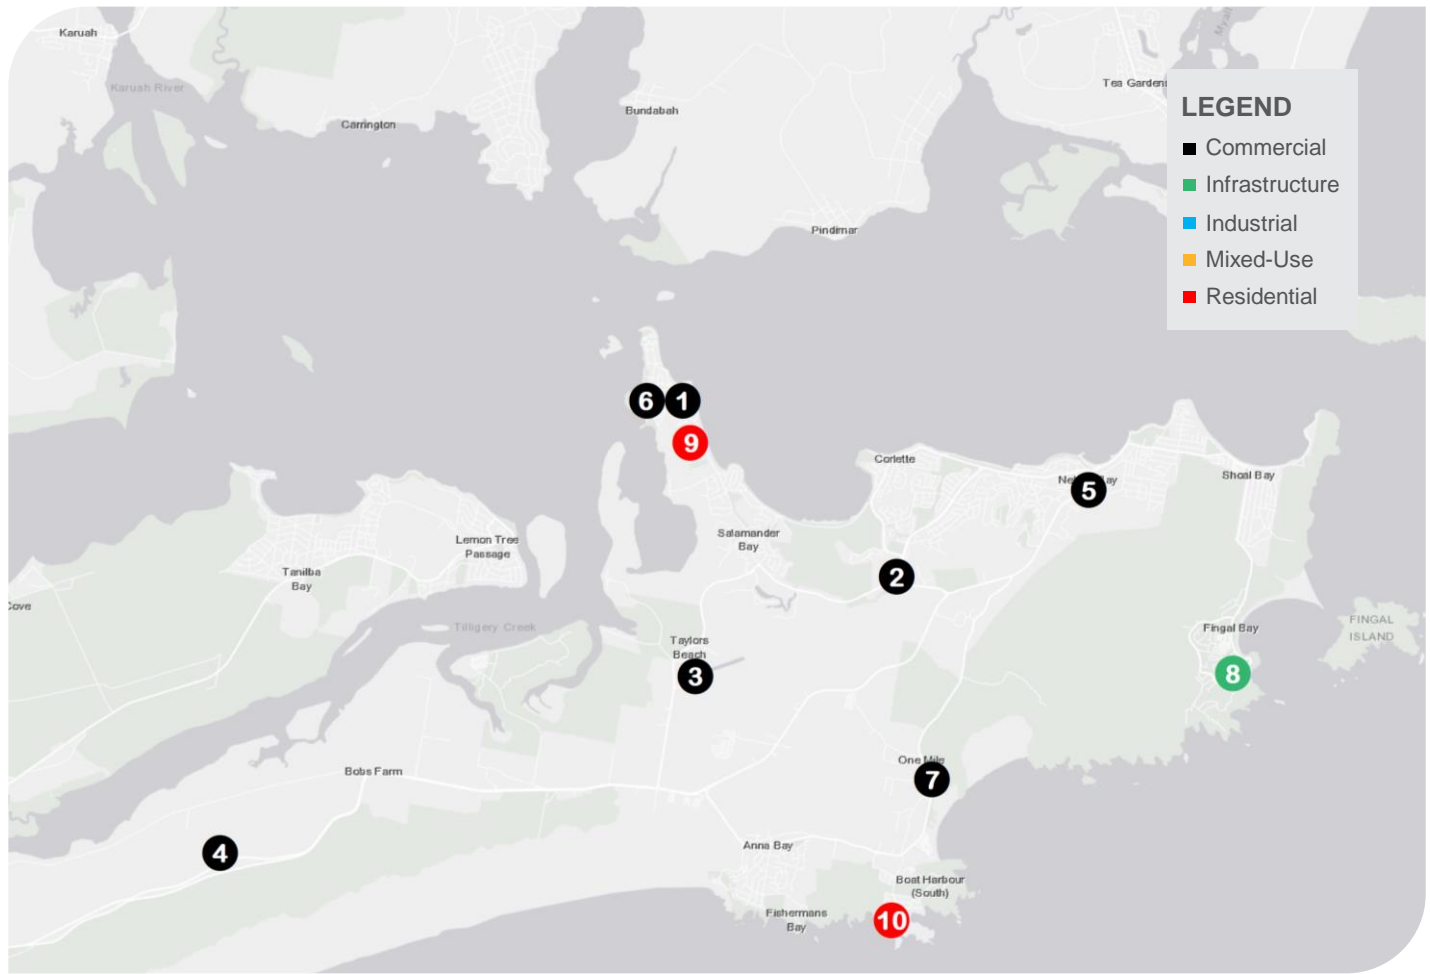 Karuah
Karuah River
Carrington
Bundabah
Tea Gardens
LEGEND
Commercial
Infrastructure
Industrial
Mixed-Use
Residential
Pindimar
6
1
9
Corlette
5
Shoal Bay
Salamander
Bay
Lemon Tree
Passage
Tanilba
Bay
2
Cove
Tilligery Creek
Taylors
Beach
3
Fingal Bay
FINGAL
ISLAND
8
One Mile
7
Bobs Farm
4
Anna Bay
Boat Harbour
(South)
Fishermans
Bay
10